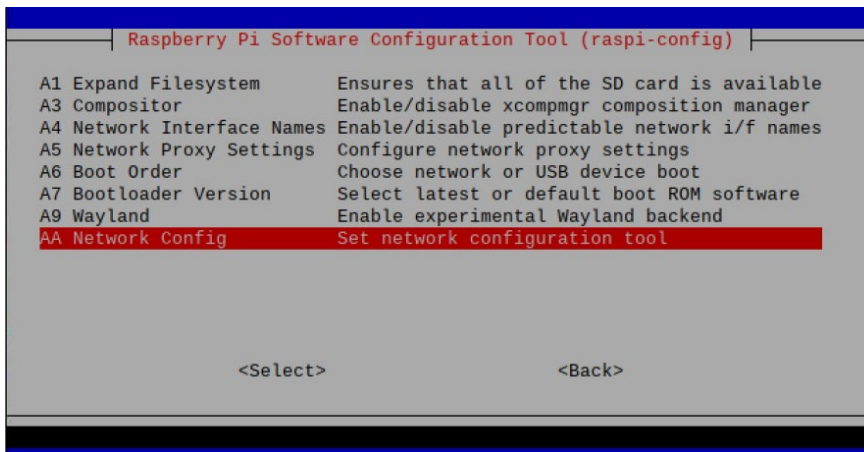 Raspberry Pi Software Configuration Tool (raspi-config)
A1 Expand Filesystem Ensures that all of the SD card is available
A3 Compositor Enable/disable xcompmgr composition manager
A4 Network Interface Names Enable/disable predictable network i/f names
A5 Network Proxy Settings Configure network proxy settings
A6 Boot Order Choose network or USB device boot
A7 Bootloader Version Select latest or default boot ROM software
A9 Wayland Enable experimental Wayland backend
AA Network Config Set network configuration tool
<Select> <Back>